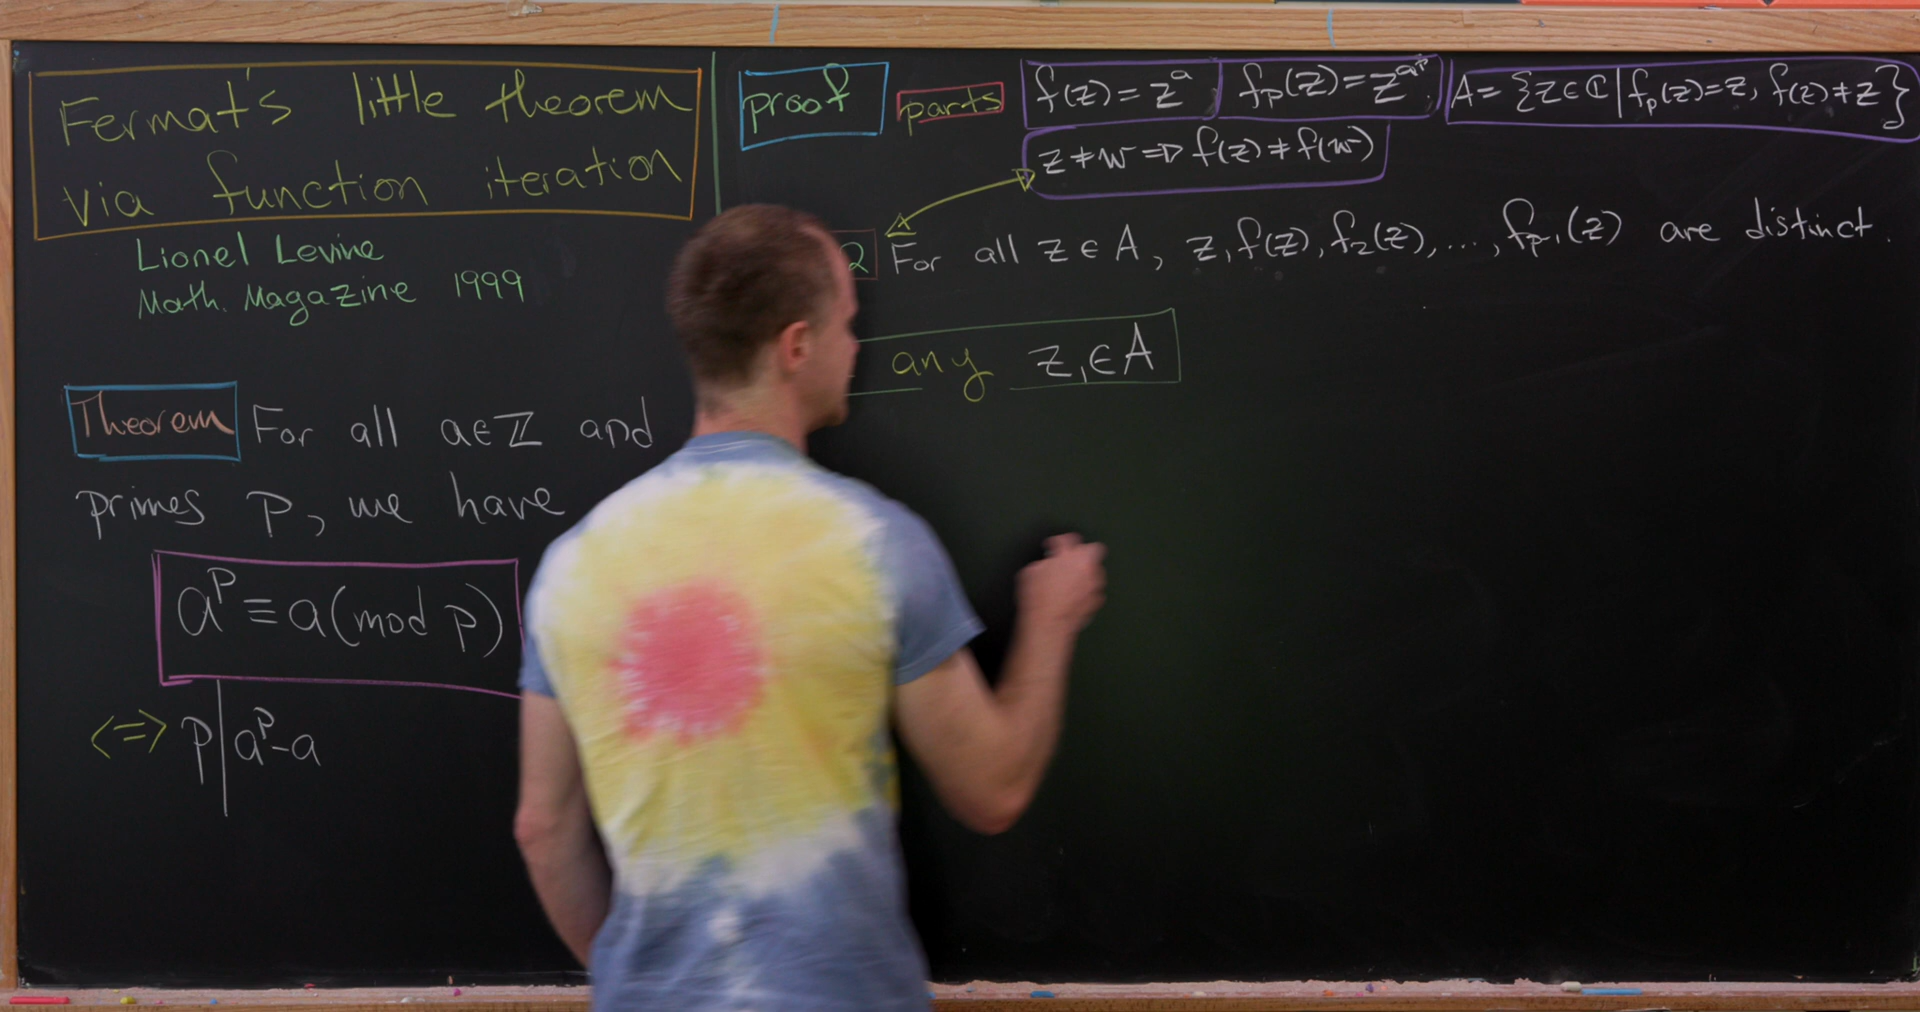 Fermat's little theorem
via function iteration
Lionel Levine
Math. Magazine 1999
Theorem For all a∈ℤ and
primes p, we have
a^p ≡ a (mod p)
<=> p | a^p - a
proof parts f(z) = z^a f_p(z) = z^{a^p} A = {z ∈ ℂ | f_p(z) = z, f(z) ≠ z}
z ≠ w => f(z) ≠ f(w)
2 For all z ∈ A, z, f(z), f_2(z), ..., f_{p-1}(z) are distinct.
any z_1 ∈ A